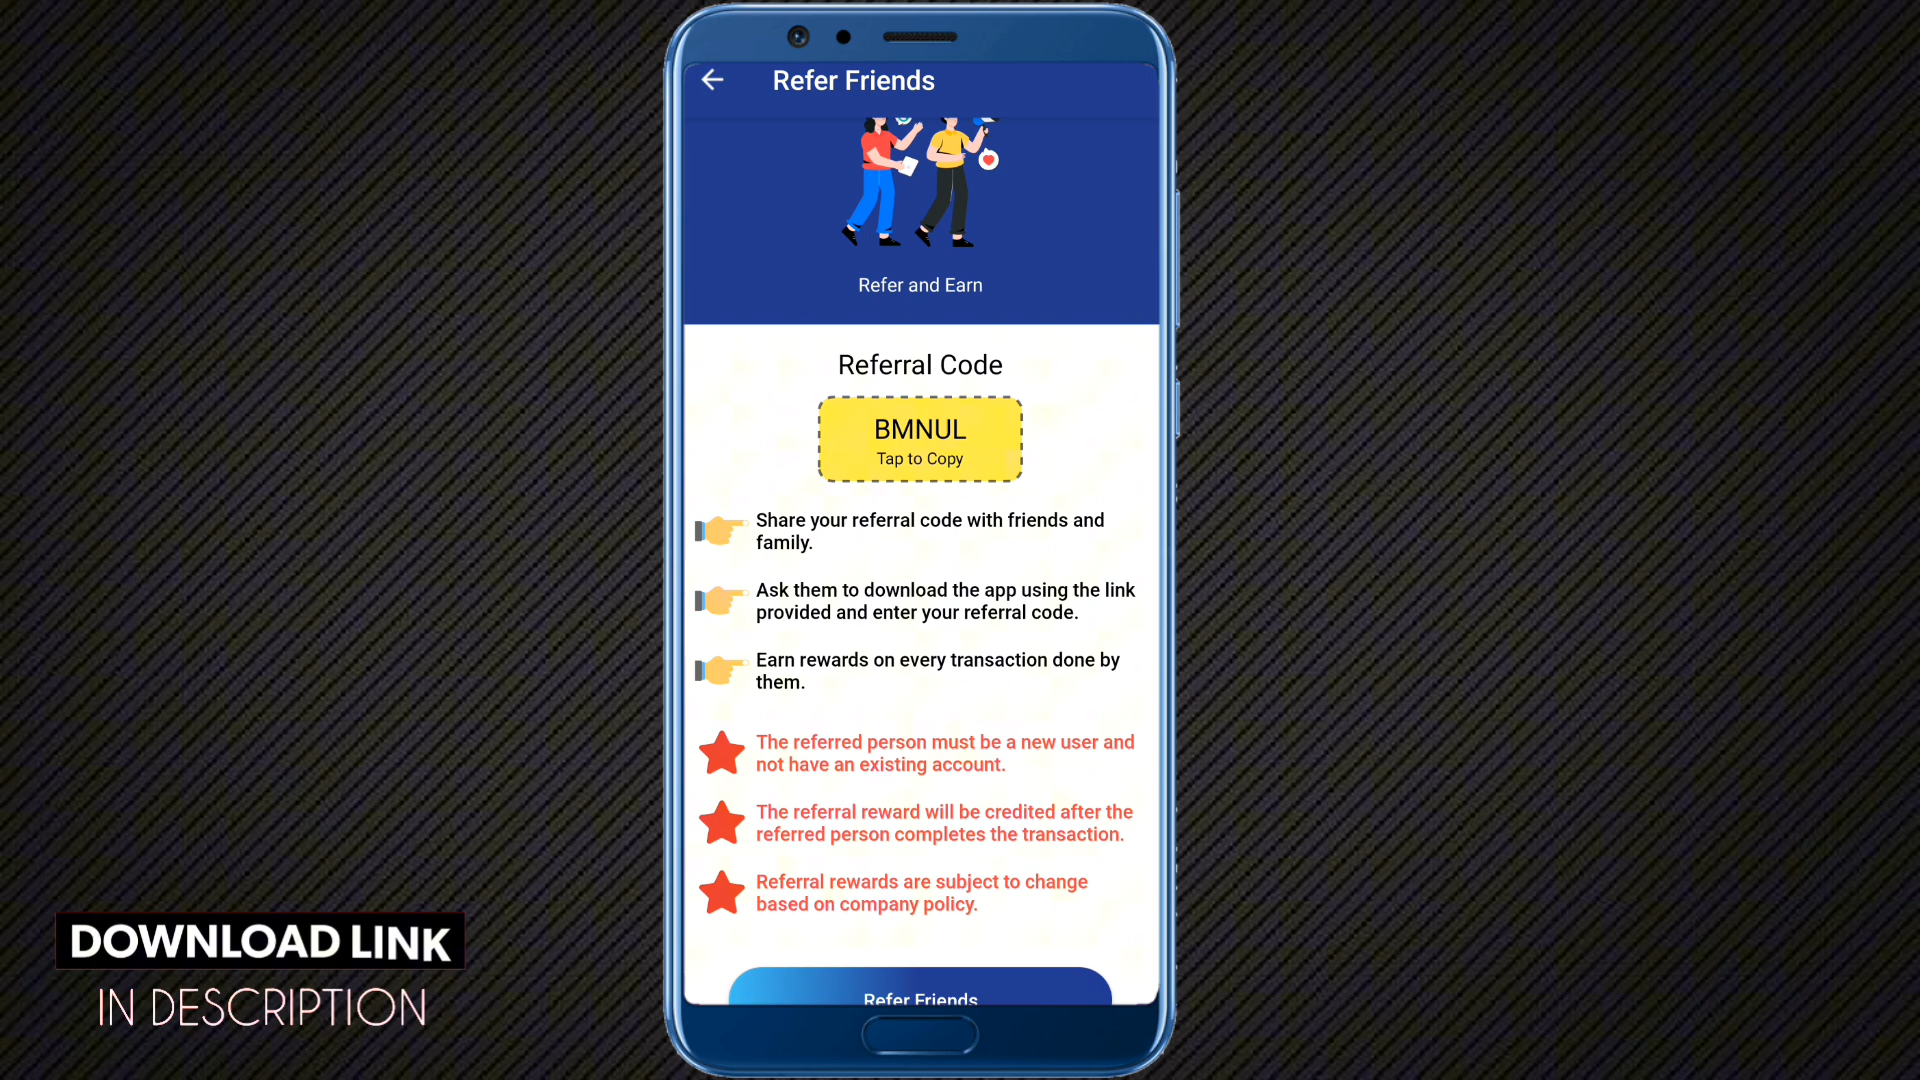 Refer Friends
Refer and Earn
Referral Code
BMNUL
Tap to Copy
Share your referral code with friends and
family.
Ask them to download the app using the link
provided and enter your referral code.
Earn rewards on every transaction done by
them.
The referred person must be a new user and
not have an existing account.
The referral reward will be credited after the
referred person completes the transaction.
Referral rewards are subject to change
based on company policy.
Refer Friends
DOWNLOAD LINK
IN DESCRIPTION